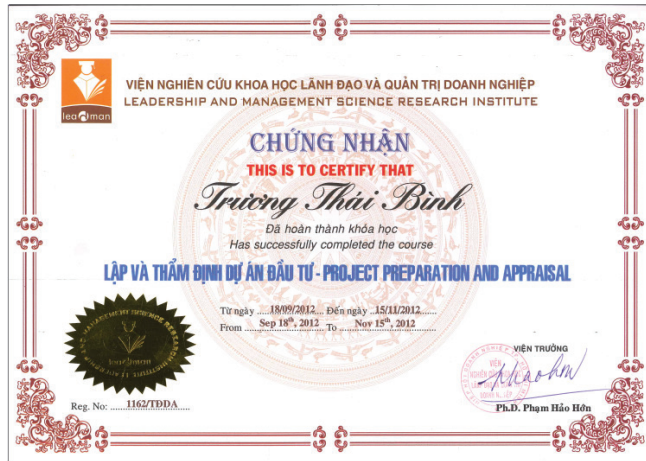 lea man
VIỆN NGHIÊN CỨU KHOA HỌC LÃNH ĐẠO VÀ QUẢN TRỊ DOANH NGHIỆP
LEADERSHIP AND MANAGEMENT SCIENCE RESEARCH INSTITUTE
CHỨNG NHẬN
THIS IS TO CERTIFY THAT
Trương Thái Bình
Đã hoàn thành khóa học
Has successfully completed the course
LẬP VÀ THẨM ĐỊNH DỰ ÁN ĐẦU TƯ - PROJECT PREPARATION AND APPRAISAL
Từ ngày ....18/09/2012.... Đến ngày ...15/11/2012....
From ....Sep 18th, 2012.. To .....Nov 15th, 2012.......
VIỆN TRƯỞNG
Ph.D. Phạm Hảo Hớn
Reg. No: ......1162/TĐDA......